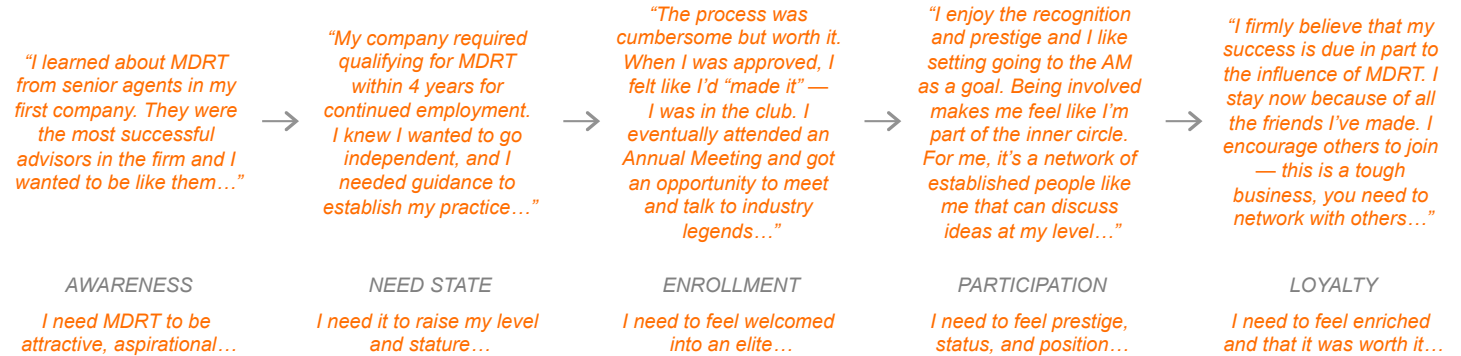 “I learned about MDRT
from senior agents in my
first company. They were
the most successful
advisors in the firm and I
wanted to be like them…”
“My company required
qualifying for MDRT
within 4 years for
continued employment.
I knew I wanted to go
independent, and I
needed guidance to
establish my practice…”
“The process was
cumbersome but worth it.
When I was approved, I
felt like I’d “made it” —
I was in the club. I
eventually attended an
Annual Meeting and got
an opportunity to meet
and talk to industry
legends…”
“I enjoy the recognition
and prestige and I like
setting going to the AM
as a goal. Being involved
makes me feel like I’m
part of the inner circle.
For me, it’s a network of
established people like
me that can discuss
ideas at my level…”
“I firmly believe that my
success is due in part to
the influence of MDRT. I
stay now because of all
the friends I’ve made. I
encourage others to join
— this is a tough
business, you need to
network with others…”
AWARENESS
I need MDRT to be
attractive, aspirational…
NEED STATE
I need it to raise my level
and stature…
ENROLLMENT
I need to feel welcomed
into an elite…
PARTICIPATION
I need to feel prestige,
status, and position…
LOYALTY
I need to feel enriched
and that it was worth it…